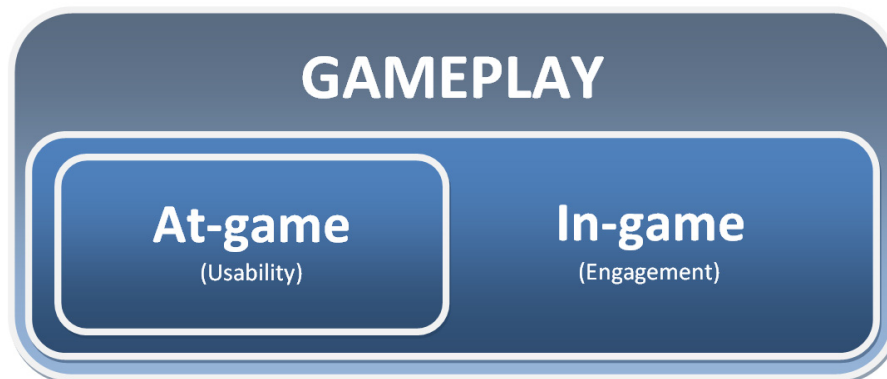 GAMEPLAY
At-game
(Usability)
In-game
(Engagement)